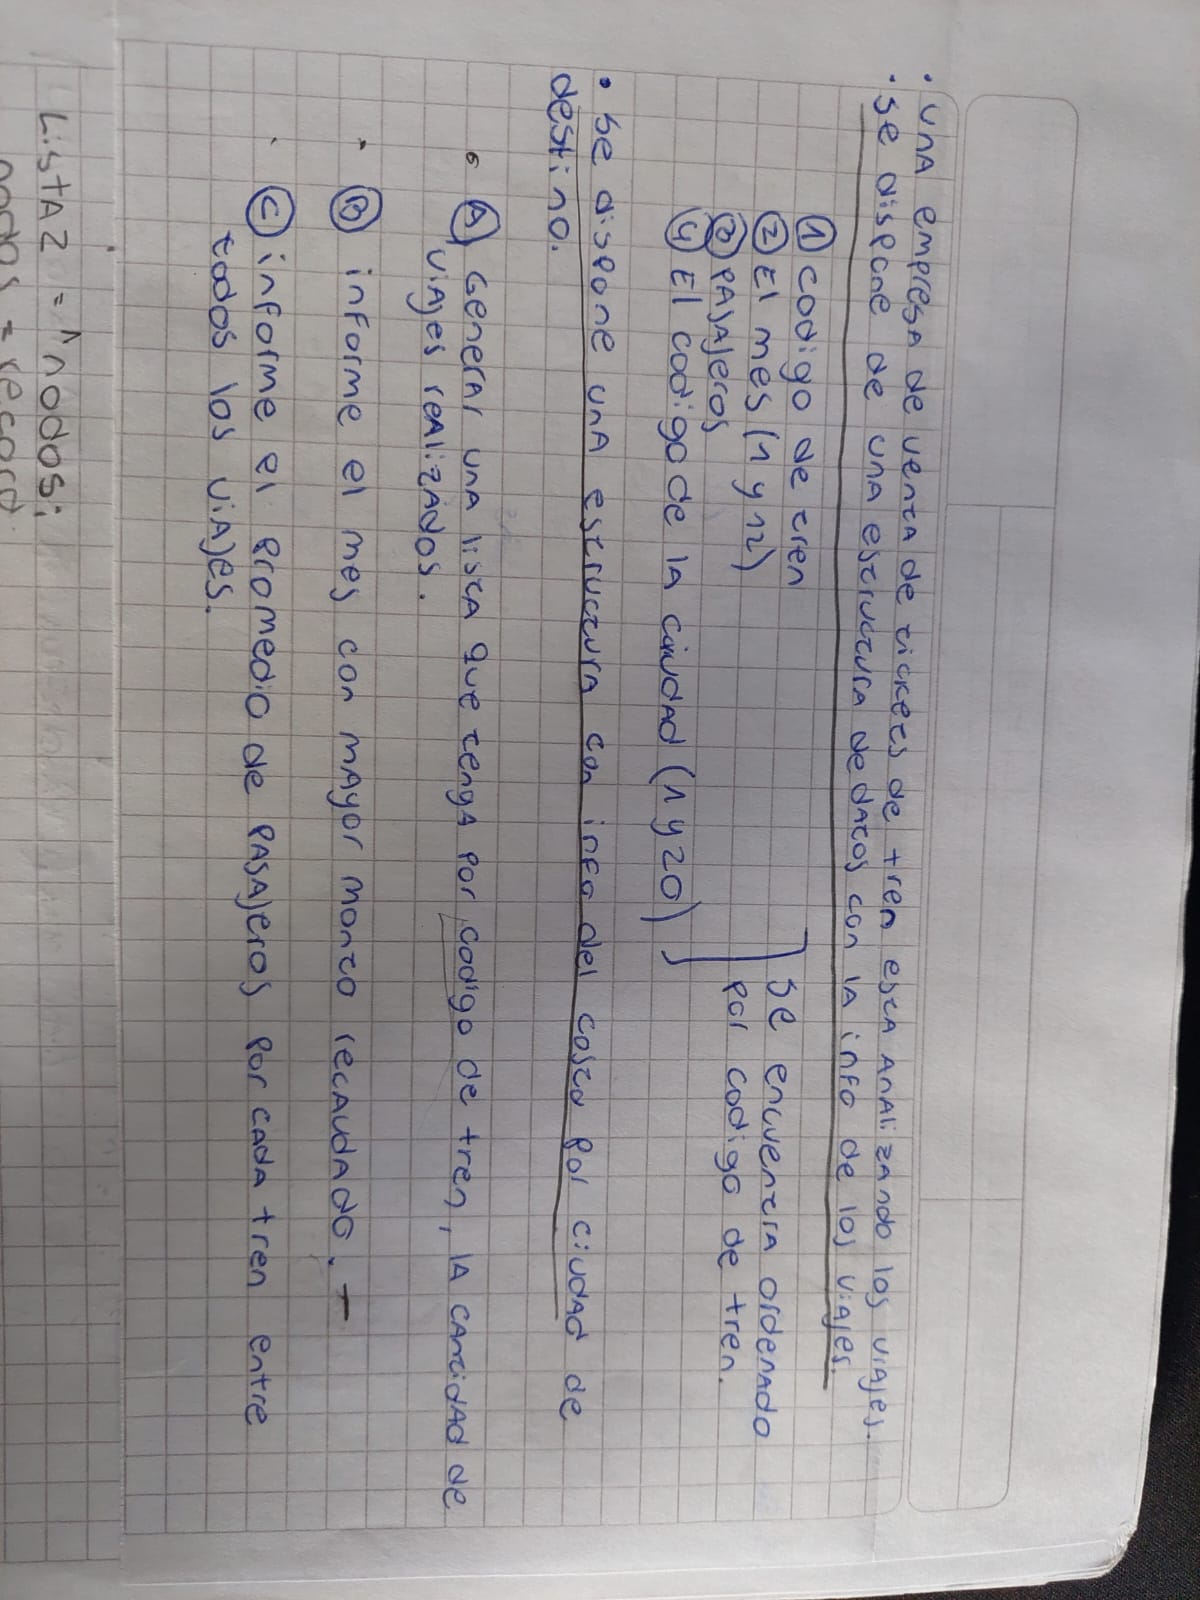 . UNA empresa de venta de tickets de tren esta analizando los viajes.
. se dispone de una estructura de datos con la info de los viajes.
① codigo de tren
② El mes (1 y 12)
③ pasajeros
④ El codigo de la ciudad (1 y 20)
se encuentra ordenado
por codigo de tren.
• se dispone una estructura con info del costo por ciudad de
destino.
Ⓐ Generar una lista que tenga por codigo de tren, la cantidad de
viajes realizados.
Ⓑ informe el mes con mayor monto recaudado. —
Ⓒ informe el promedio de pasajeros por cada tren entre
todos los viajes.
Lista2 = ^nodos;
nodos = record